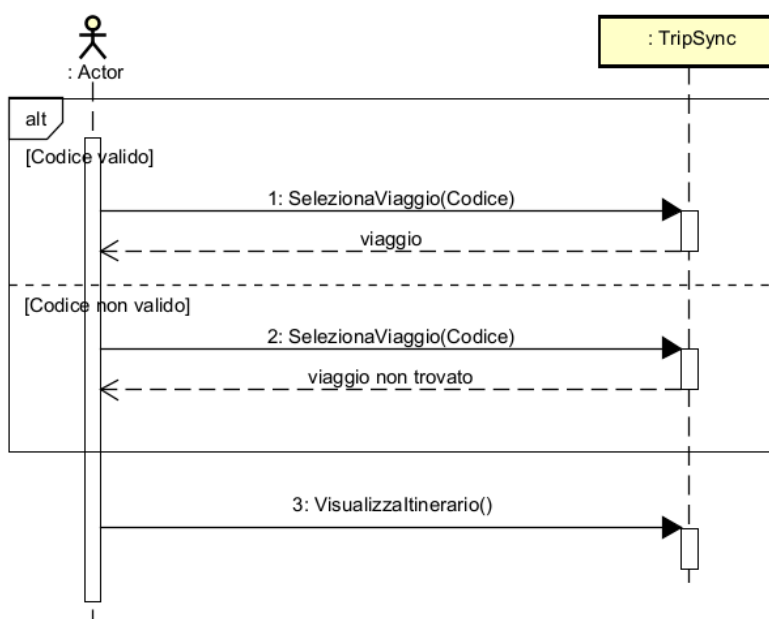 : Actor
: TripSync
alt
[Codice valido]
1: SelezionaViaggio(Codice)
viaggio
[Codice non valido]
2: SelezionaViaggio(Codice)
viaggio non trovato
3: VisualizzaItinerario()